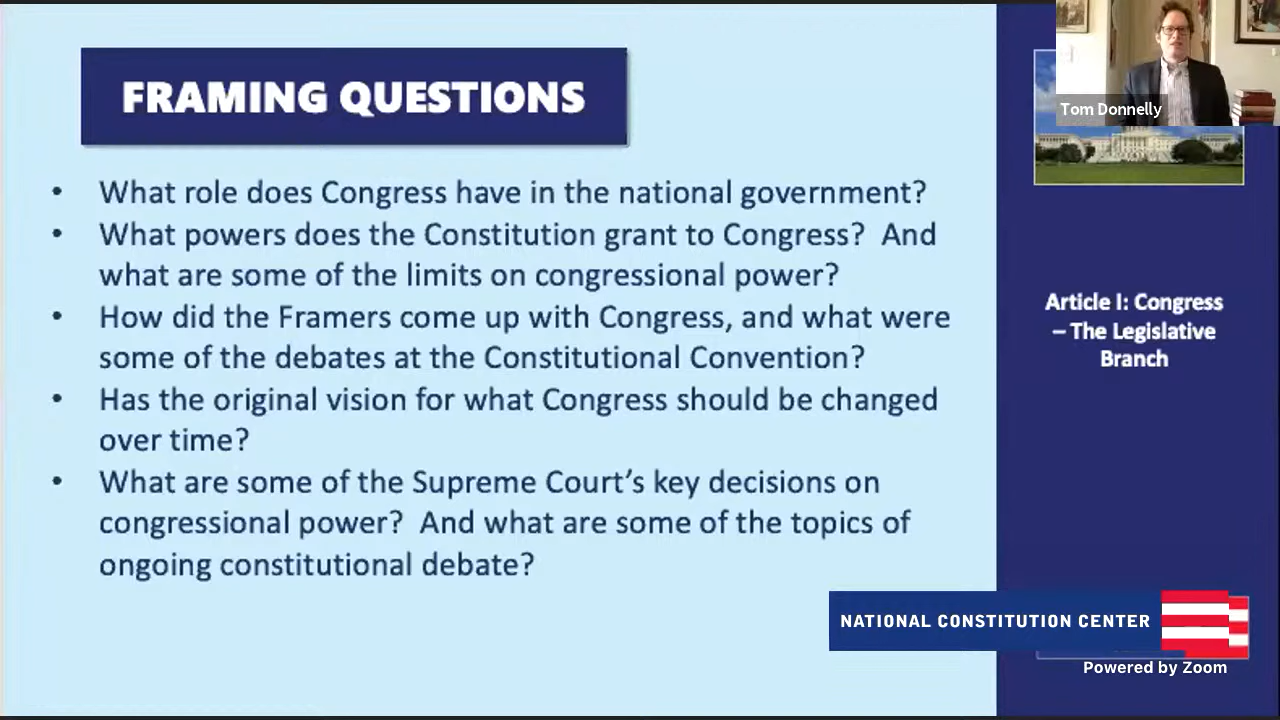 FRAMING QUESTIONS
• What role does Congress have in the national government?
• What powers does the Constitution grant to Congress?  And
what are some of the limits on congressional power?
• How did the Framers come up with Congress, and what were
some of the debates at the Constitutional Convention?
• Has the original vision for what Congress should be changed
over time?
• What are some of the Supreme Court’s key decisions on
congressional power?  And what are some of the topics of
ongoing constitutional debate?
Tom Donnelly
Article I: Congress
– The Legislative
Branch
NATIONAL CONSTITUTION CENTER
Powered by Zoom